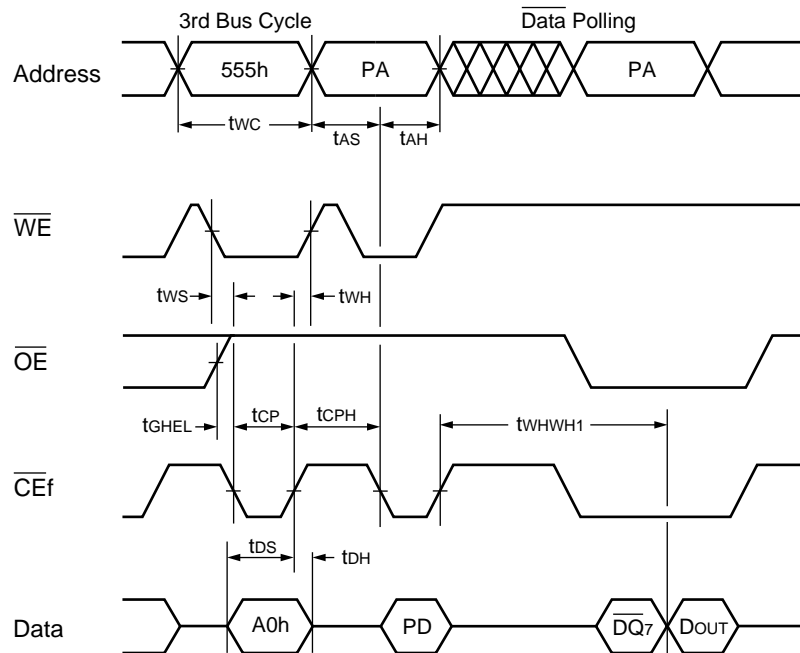 3rd Bus Cycle Data Polling
Address 555h PA PA
tWC tAS tAH
WE
tWS tWH
OE
tGHEL tCP tCPH tWHWH1
CEf
tDS tDH
Data A0h PD DQ7 DOUT